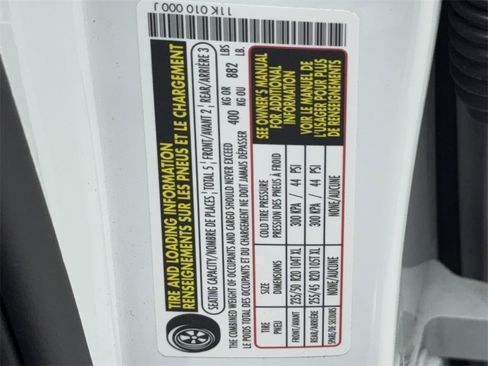 11K 010 000 J
TIRE AND LOADING INFORMATION
RENSEIGNEMENTS SUR LES PNEUS ET LE CHARGEMENT
SEATING CAPACITY/NOMBRE DE PLACES | TOTAL 5 | FRONT/AVANT 2 | REAR/ARRIÈRE 3
THE COMBINED WEIGHT OF OCCUPANTS AND CARGO SHOULD NEVER EXCEED 400 KG OR 882 LBS
LE POIDS TOTAL DES OCCUPANTS ET DU CHARGEMENT NE DOIT JAMAIS DÉPASSER 400 KG OU 882 LB.
TIRE SIZE COLD TIRE PRESSURE
PNEU DIMENSIONS PRESSION DES PNEUS À FROID
FRONT/AVANT 235/50 R20 104T XL 300 KPA / 44 PSI
REAR/ARRIÈRE 255/45 R20 105T XL 300 KPA / 44 PSI
SPARE/DE SECOURS NONE/AUCUNE NONE/AUCUNE
SEE OWNER'S MANUAL
FOR ADDITIONAL
INFORMATION
VOIR LE MANUEL DE
L'USAGER POUR PLUS
DE RENSEIGNEMENTS